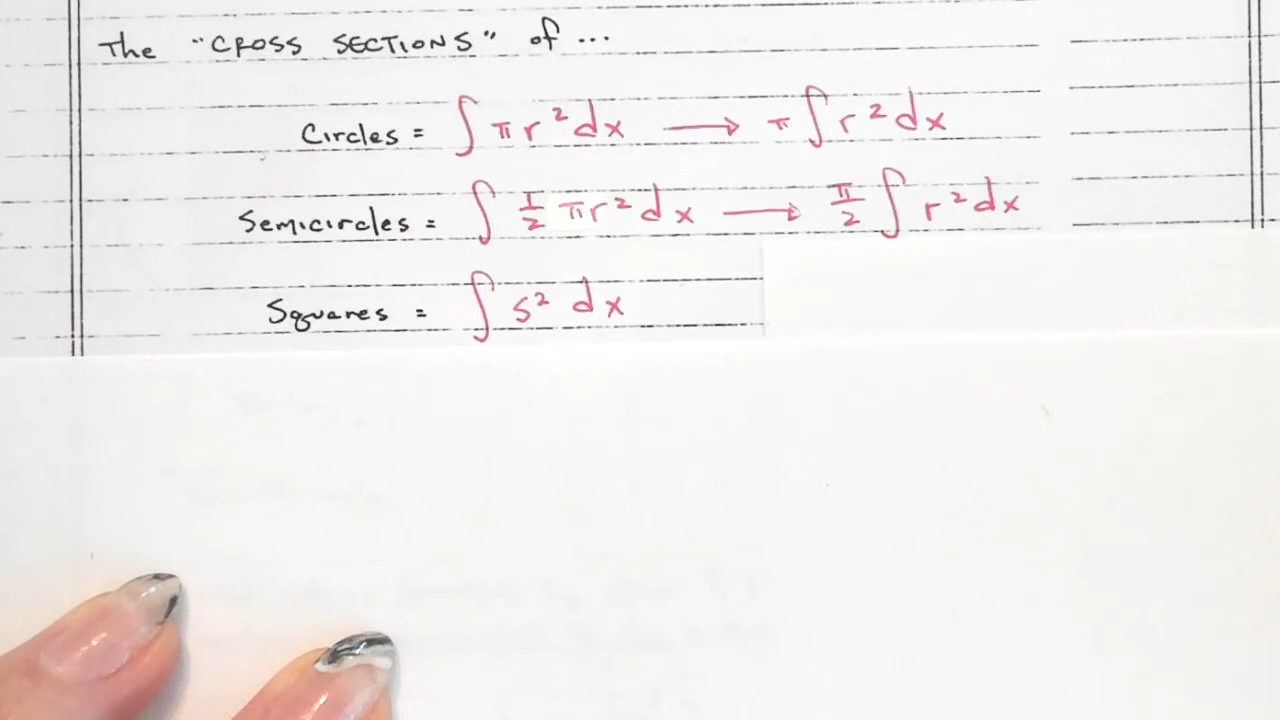 The "CROSS SECTIONS" of ...
Circles = ∫ πr² dx → π ∫ r² dx
Semicircles = ∫ 1/2 πr² dx → π/2 ∫ r² dx
Squares = ∫ s² dx